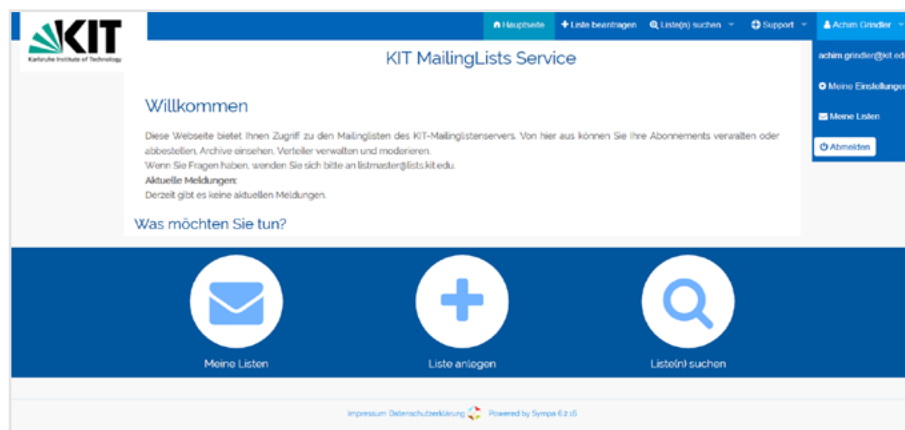 KIT
Karlsruhe Institute of Technology
Hauptseite
Liste beantragen
Liste(n) suchen
Support
Achim Grindler
achim.grindler@kit.ed
Meine Einstellunge
Meine Listen
Abmelden
KIT MailingLists Service
Willkommen
Diese Webseite bietet Ihnen Zugriff zu den Mailinglisten des KIT-Mailinglistenservers. Von hier aus können Sie Ihre Abonnements verwalten oder
abbestellen, Archive einsehen, Verteiler verwalten und moderieren.
Wenn Sie Fragen haben, wenden Sie sich bitte an listmaster@lists.kit.edu.
Aktuelle Meldungen:
Derzeit gibt es keine aktuellen Meldungen.
Was möchten Sie tun?
Meine Listen
Liste anlegen
Liste(n) suchen
Impressum Datenschutzerklärung Powered by Sympa 6.2.16